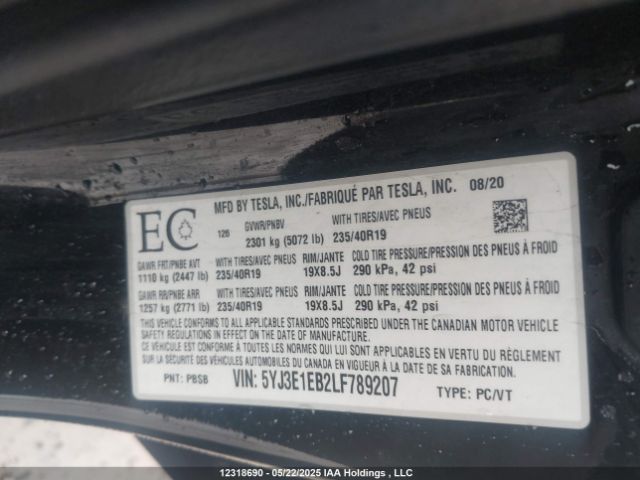 MFD BY TESLA, INC./FABRIQUÉ PAR TESLA, INC. 08/20
EC
126 GVWR/PNBV WITH TIRES/AVEC PNEUS
2301 kg (5072 lb) 235/40R19
GAWR FRT/PNBE AVT WITH TIRES/AVEC PNEUS RIM/JANTE COLD TIRE PRESSURE/PRESSION DES PNEUS À FROID
1110 kg (2447 lb) 235/40R19 19X8.5J 290 kPa, 42 psi
GAWR RR/PNBE ARR WITH TIRES/AVEC PNEUS RIM/JANTE COLD TIRE PRESSURE/PRESSION DES PNEUS À FROID
1257 kg (2771 lb) 235/40R19 19X8.5J 290 kPa, 42 psi
THIS VEHICLE CONFORMS TO ALL APPLICABLE STANDARDS PRESCRIBED UNDER THE CANADIAN MOTOR VEHICLE
SAFETY REGULATIONS IN EFFECT ON THE DATE OF MANUFACTURE
CE VÉHICULE EST CONFORME À TOUTES LES NORMES QUI LUI SONT APPLICABLES EN VERTU DU RÈGLEMENT
SUR LA SÉCURITÉ DES VÉHICULES AUTOMOBILES DU CANADA EN VIGUEUR À LA DATE DE SA FABRICATION
PNT: PBSB VIN: 5YJ3E1EB2LF789207 TYPE: PC/VT
12318690 - 05/22/2025 IAA Holdings , LLC